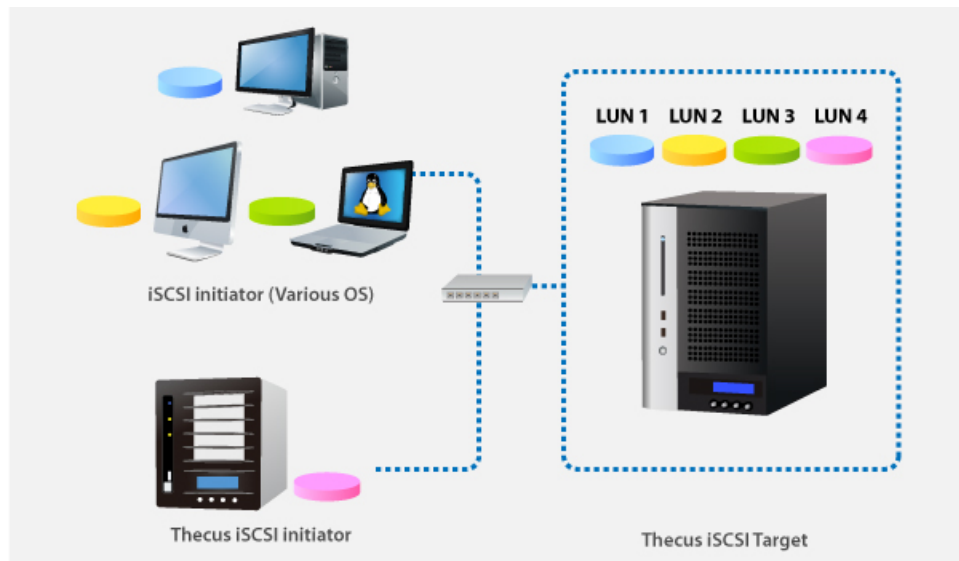 LUN 1 LUN 2 LUN 3 LUN 4
iSCSI initiator (Various OS)
Thecus iSCSI initiator
Thecus iSCSI Target